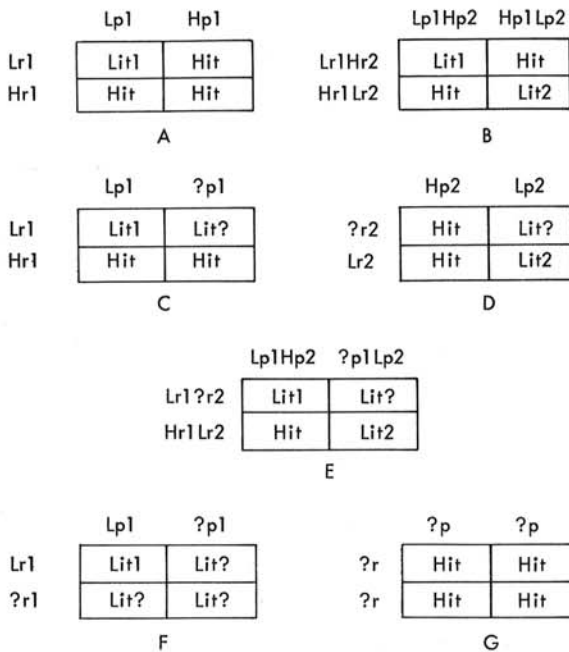 Lp1 Hp1 Lp1Hp2 Hp1Lp2
Lr1 Lit1 Hit Lr1Hr2 Lit1 Hit
Hr1 Hit Hit Hr1Lr2 Hit Lit2
A B
Lp1 ?p1 Hp2 Lp2
Lr1 Lit1 Lit? ?r2 Hit Lit?
Hr1 Hit Hit Lr2 Hit Lit2
C D
Lp1Hp2 ?p1Lp2
Lr1?r2 Lit1 Lit?
Hr1Lr2 Hit Lit2
E
Lp1 ?p1 ?p ?p
Lr1 Lit1 Lit? ?r Hit Hit
?r1 Lit? Lit? ?r Hit Hit
F G